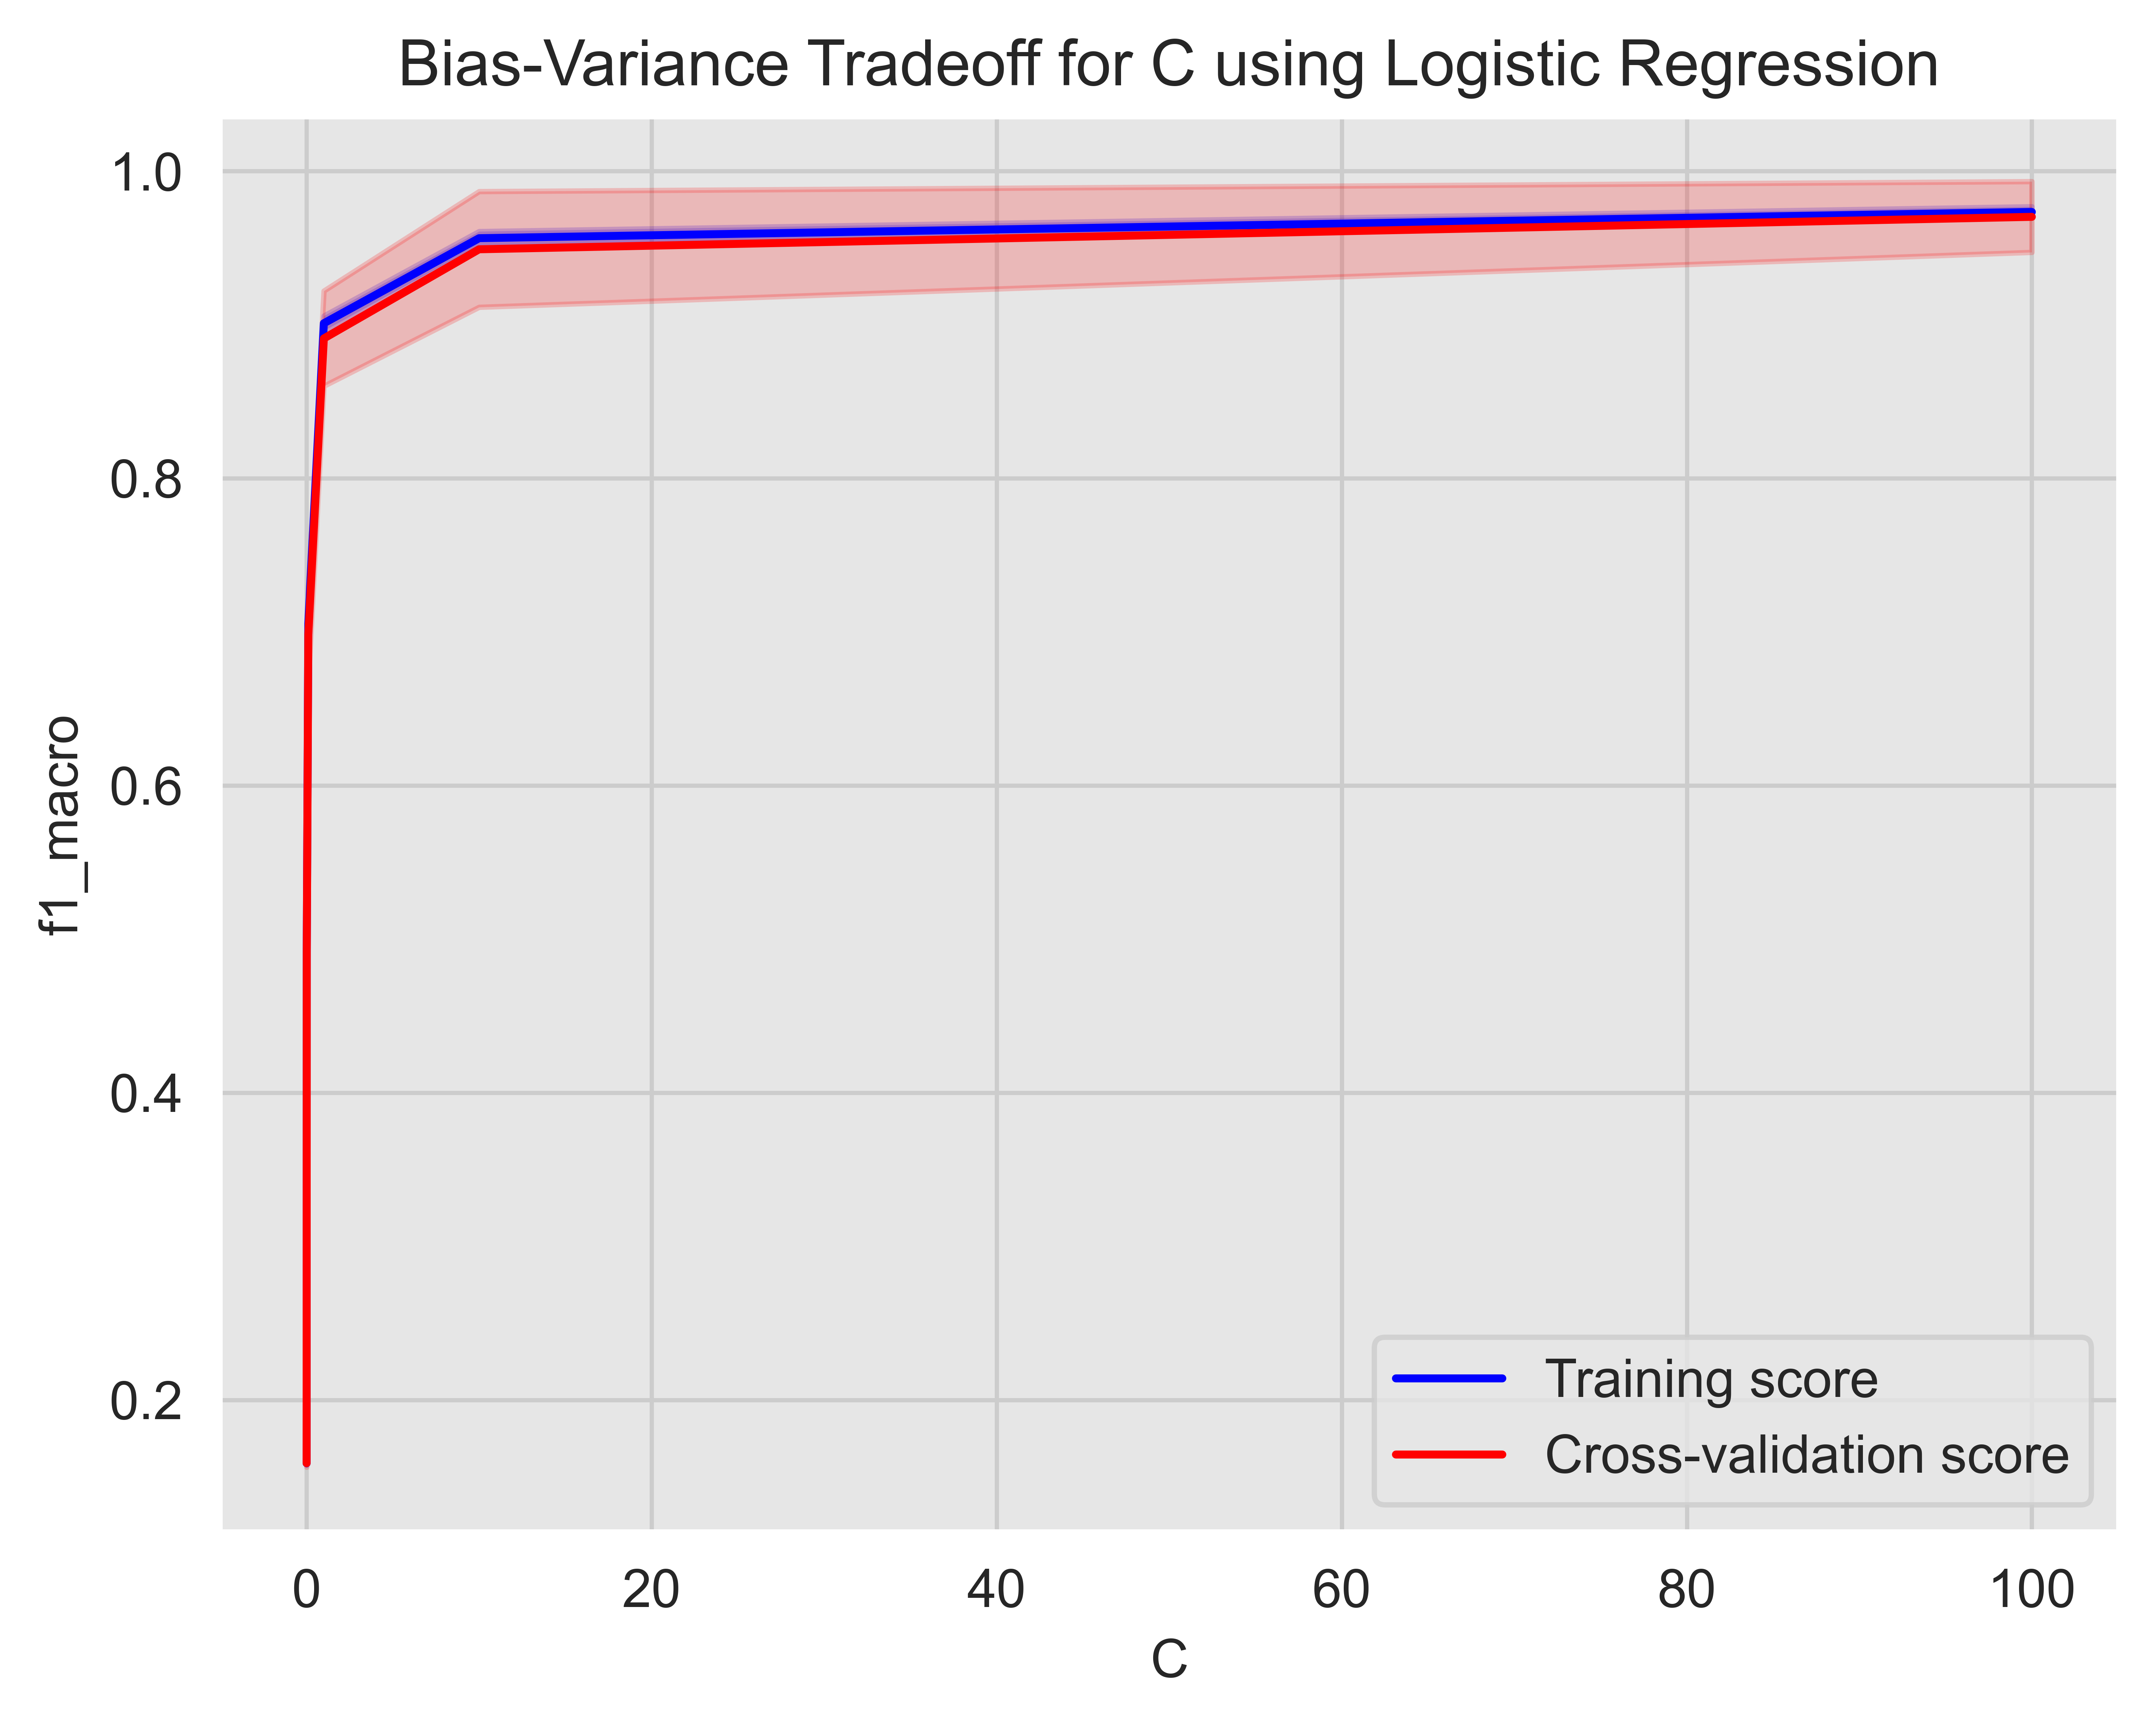 Bias-Variance Tradeoff for C using Logistic Regression
1.0
0.8
0.6
0.4
0.2
f1_macro
0 20 40 60 80 100
C
Training score
Cross-validation score